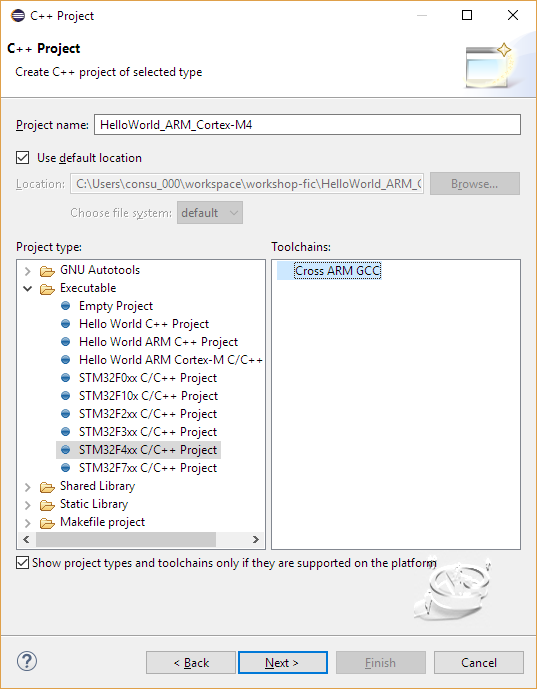 C++ Project
C++ Project
Create C++ project of selected type
Project name: HelloWorld_ARM_Cortex-M4
Use default location
Location: C:\Users\consu_000\workspace\workshop-fic\HelloWorld_ARM_C Browse...
Choose file system: default
Project type: Toolchains:
GNU Autotools Cross ARM GCC
Executable
Empty Project
Hello World C++ Project
Hello World ARM C++ Project
Hello World ARM Cortex-M C/C++
STM32F0xx C/C++ Project
STM32F10x C/C++ Project
STM32F2xx C/C++ Project
STM32F3xx C/C++ Project
STM32F4xx C/C++ Project
STM32F7xx C/C++ Project
Shared Library
Static Library
Makefile project
Show project types and toolchains only if they are supported on the platform
? < Back Next > Finish Cancel